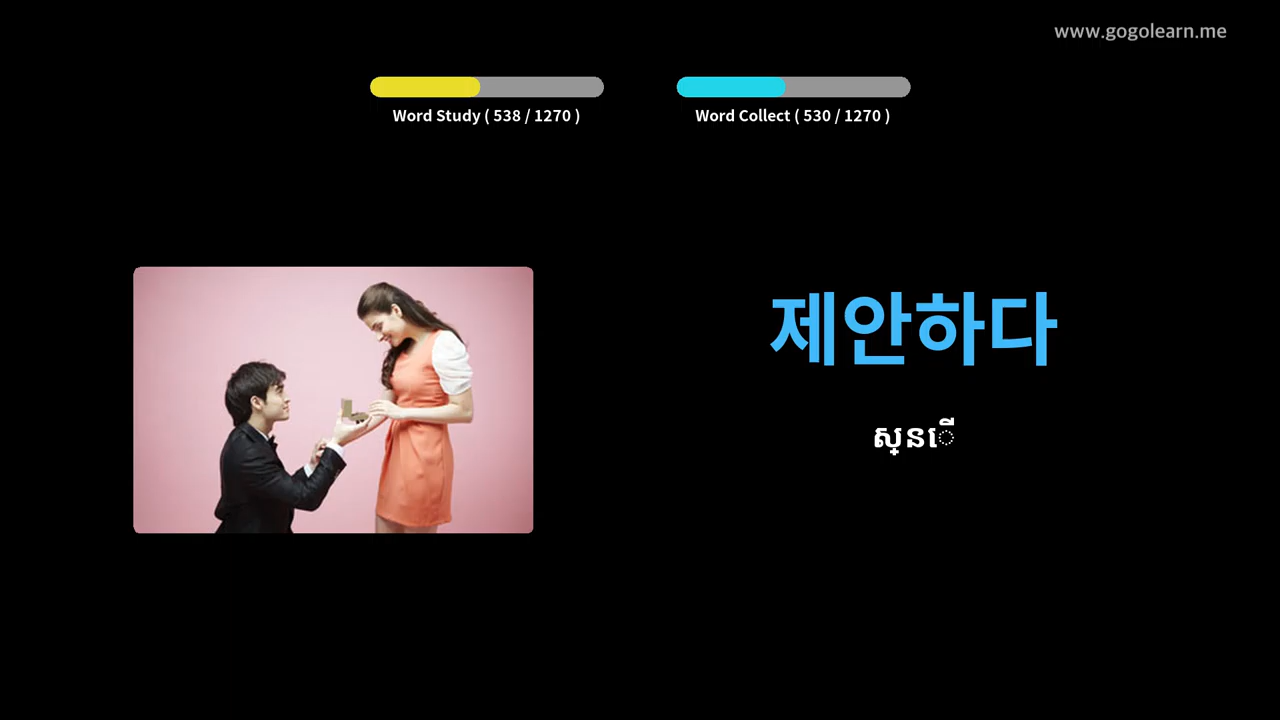 www.gogolearn.me
Word Study ( 538 / 1270 )
Word Collect ( 530 / 1270 )
제안하다
ស្នើ